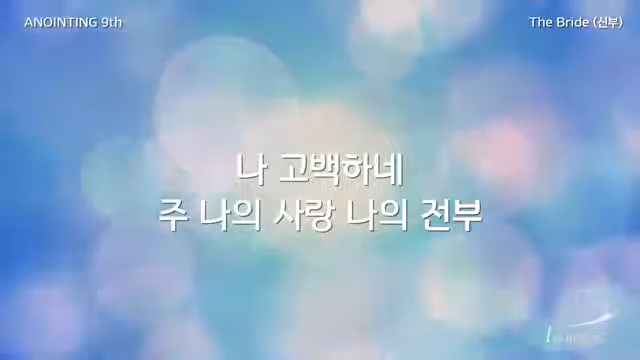 ANOINTING 9th
The Bride (신부)
나 고백하네
주 나의 사랑 나의 전부